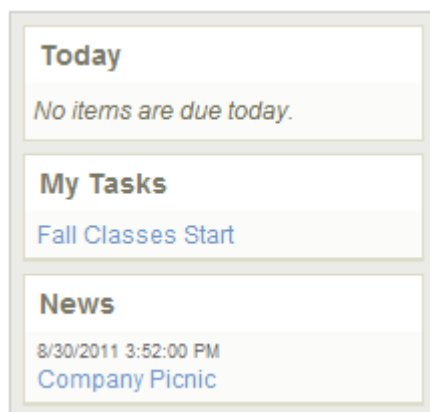 Today
No items are due today.
My Tasks
Fall Classes Start
News
8/30/2011 3:52:00 PM
Company Picnic